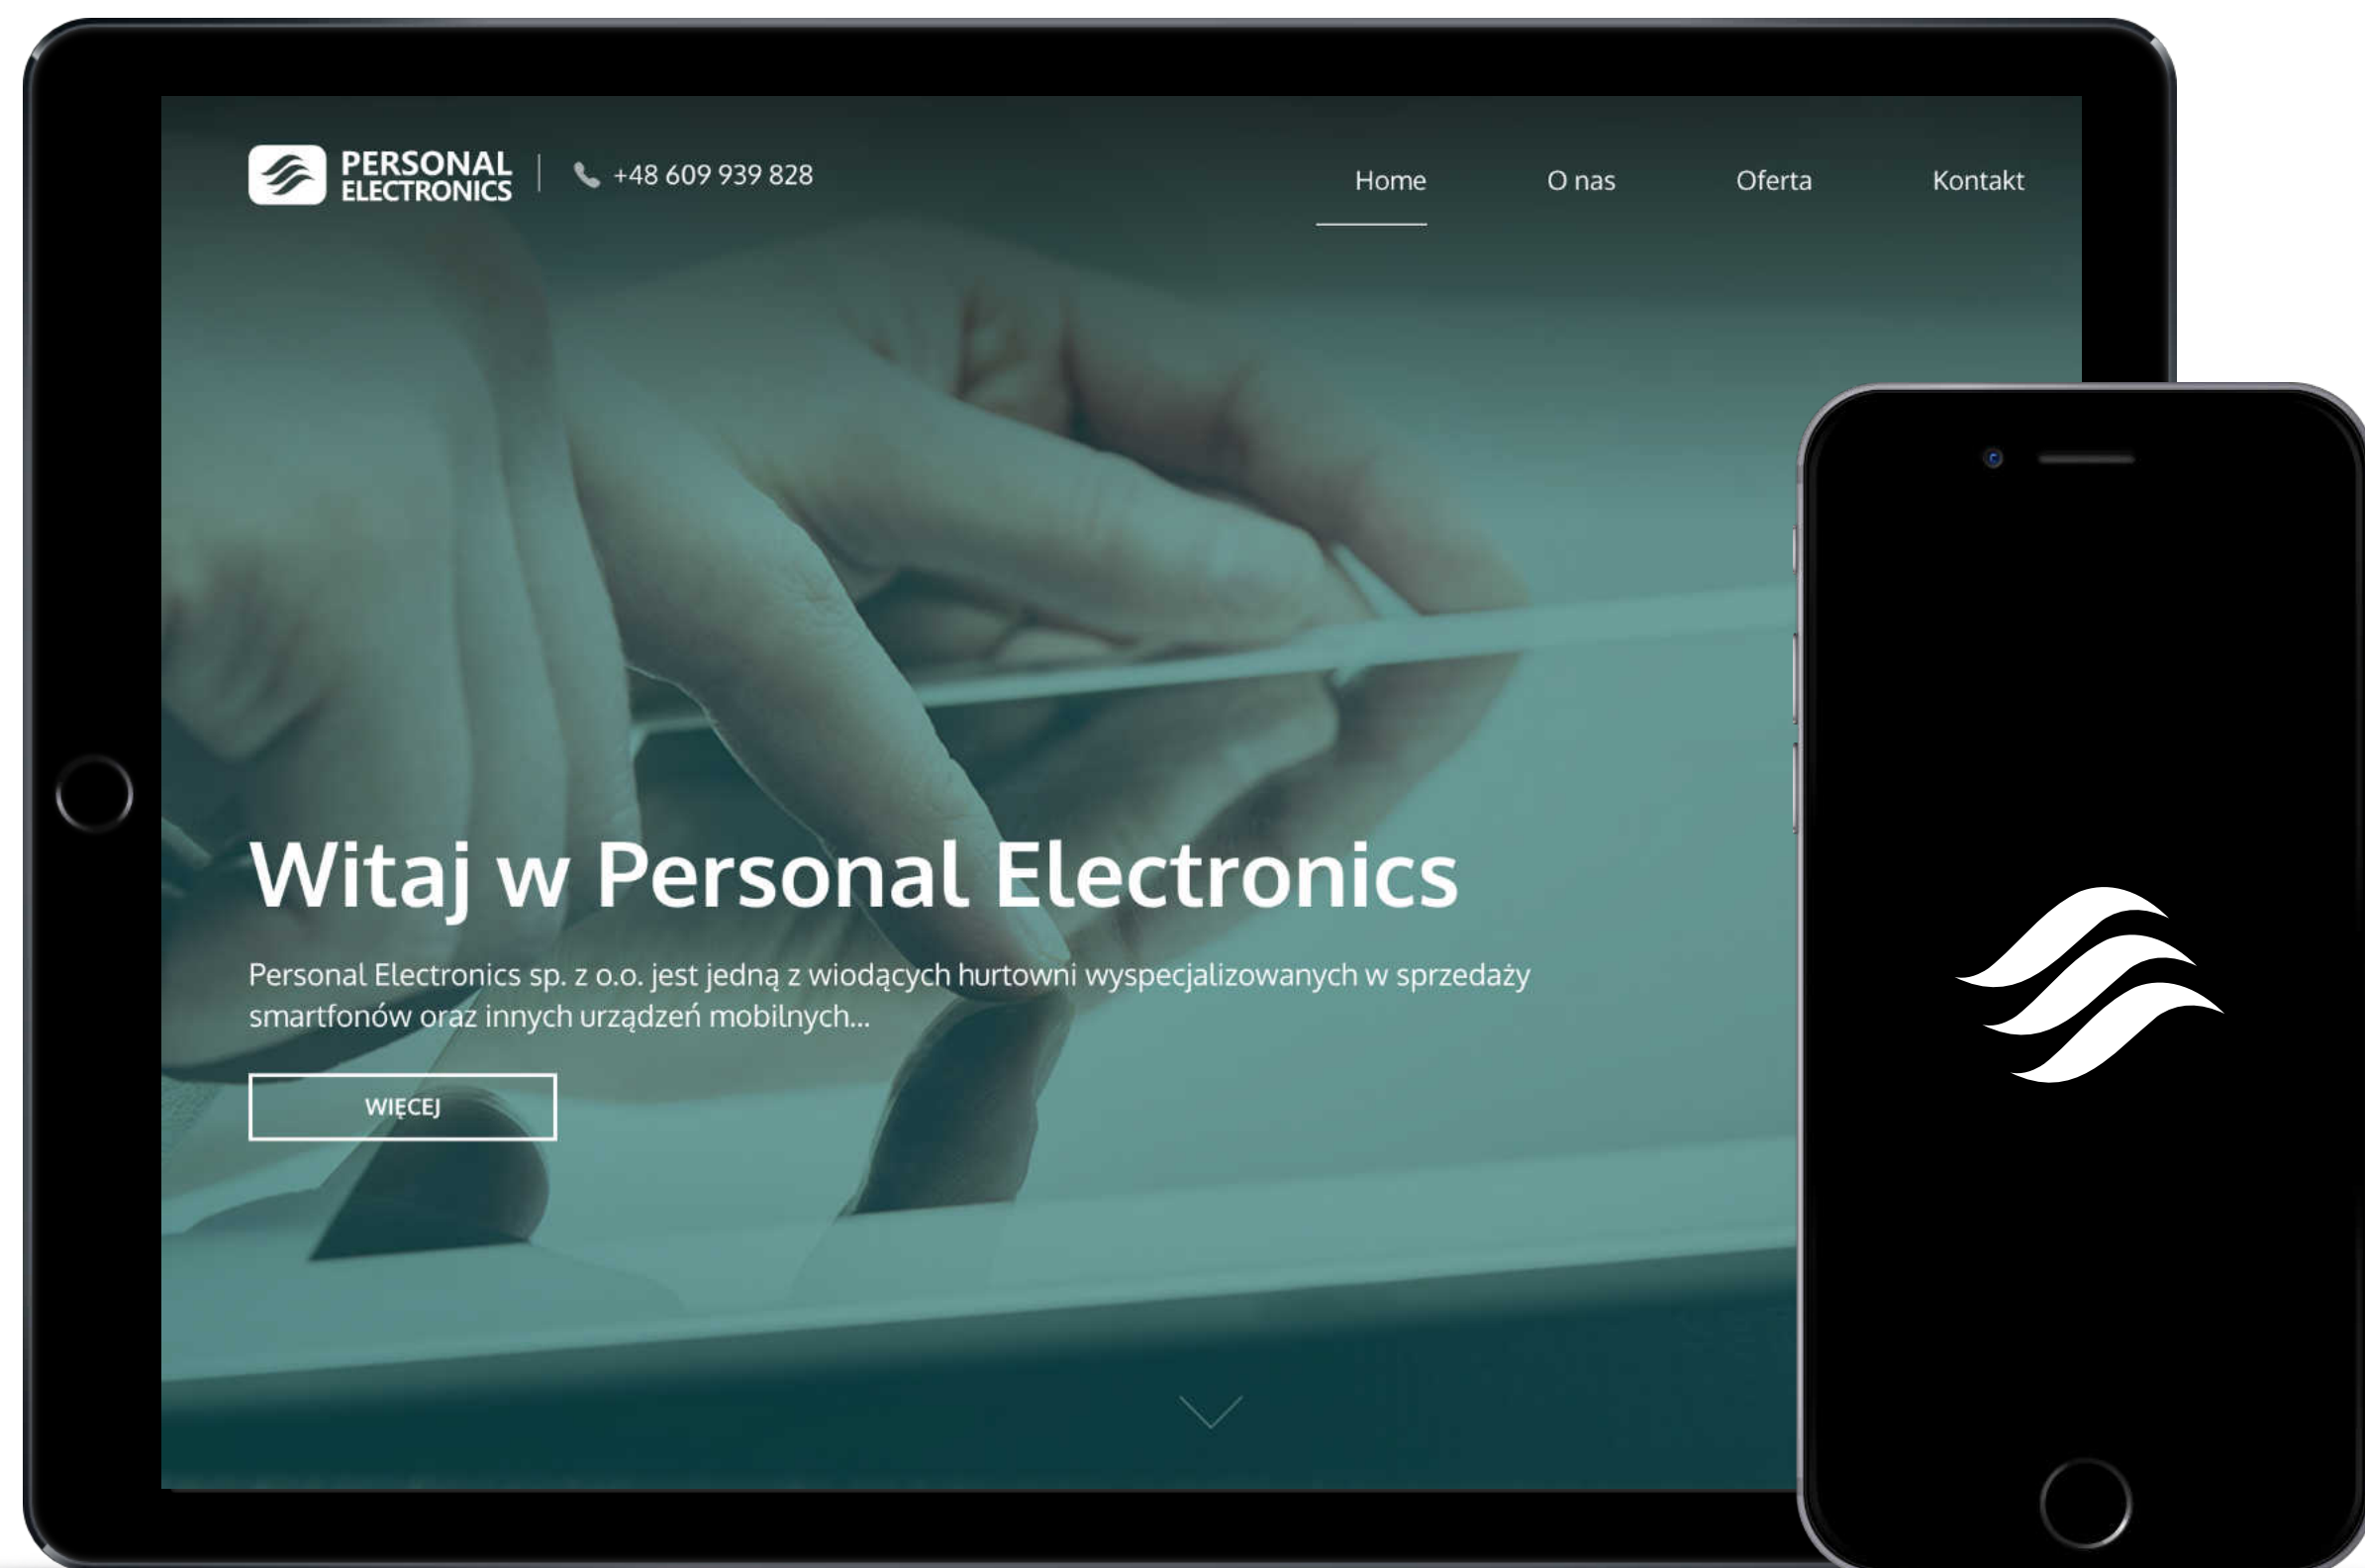 PERSONAL
ELECTRONICS
+48 609 939 828
Home
O nas
Oferta
Kontakt
Witaj w Personal Electronics
Personal Electronics sp. z o.o. jest jedną z wiodących hurtowni wyspecjalizowanych w sprzedaży
smartfonów oraz innych urządzeń mobilnych...
WIĘCEJ